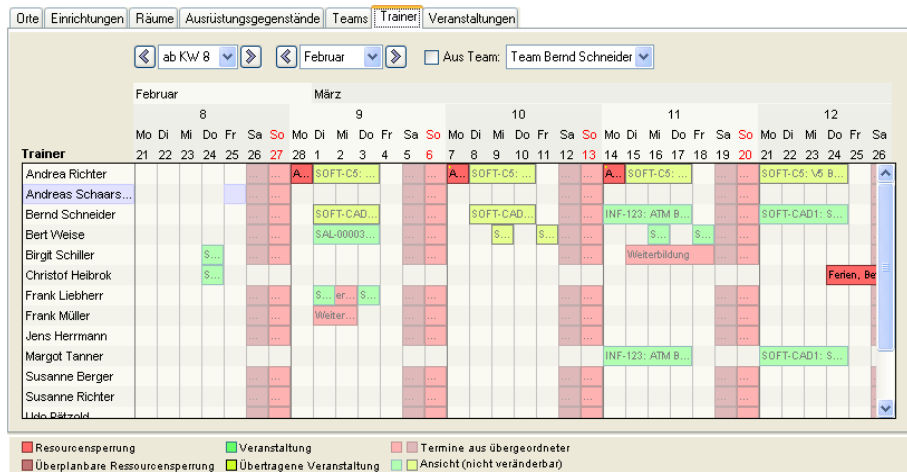 Orte Einrichtungen Räume Ausrüstungsgegenstände Teams Trainer Veranstaltungen
ab KW 8 Februar Aus Team: Team Bernd Schneider
Februar März
8 9 10 11 12
Mo Di Mi Do Fr Sa So Mo Di Mi Do Fr Sa So Mo Di Mi Do Fr Sa So Mo Di Mi Do Fr Sa So Mo Di Mi Do Fr Sa
Trainer 21 22 23 24 25 26 27 28 1 2 3 4 5 6 7 8 9 10 11 12 13 14 15 16 17 18 19 20 21 22 23 24 25 26
Andrea Richter ... ... A... SOFT-C5: ... ... ... A... SOFT-C5: ... ... ... A... SOFT-C5: ... ... ... SOFT-C5: V5 B...
Andreas Schaars... ... ... ... ... ... ... ... ...
Bernd Schneider ... ... SOFT-CAD... ... ... SOFT-CAD... ... ... INF-123: ATM B... ... ... SOFT-CAD1: S...
Bert Weise ... ... SAL-00003... ... ... S... S... ... ... S... S... ... ...
Birgit Schiller S... Weiterbildung
Christof Heibrok S... Ferien, Be
Frank Liebherr ... ... S... er... S... ... ... ... ... ... ...
Frank Müller ... ... Weiter... ... ... ... ... ... ...
Jens Herrmann ... ... ... ... ... ... ... ...
Margot Tanner INF-123: ATM B... SOFT-CAD1: S...
Susanne Berger ... ... ... ... ... ... ... ...
Susanne Richter ... ... ... ... ... ... ... ...
Udo Pätzold
Resourcensperrung Veranstaltung Termine aus übergeordneter
Überplanbare Ressourcensperrung Übertragene Veranstaltung Ansicht (nicht veränderbar)